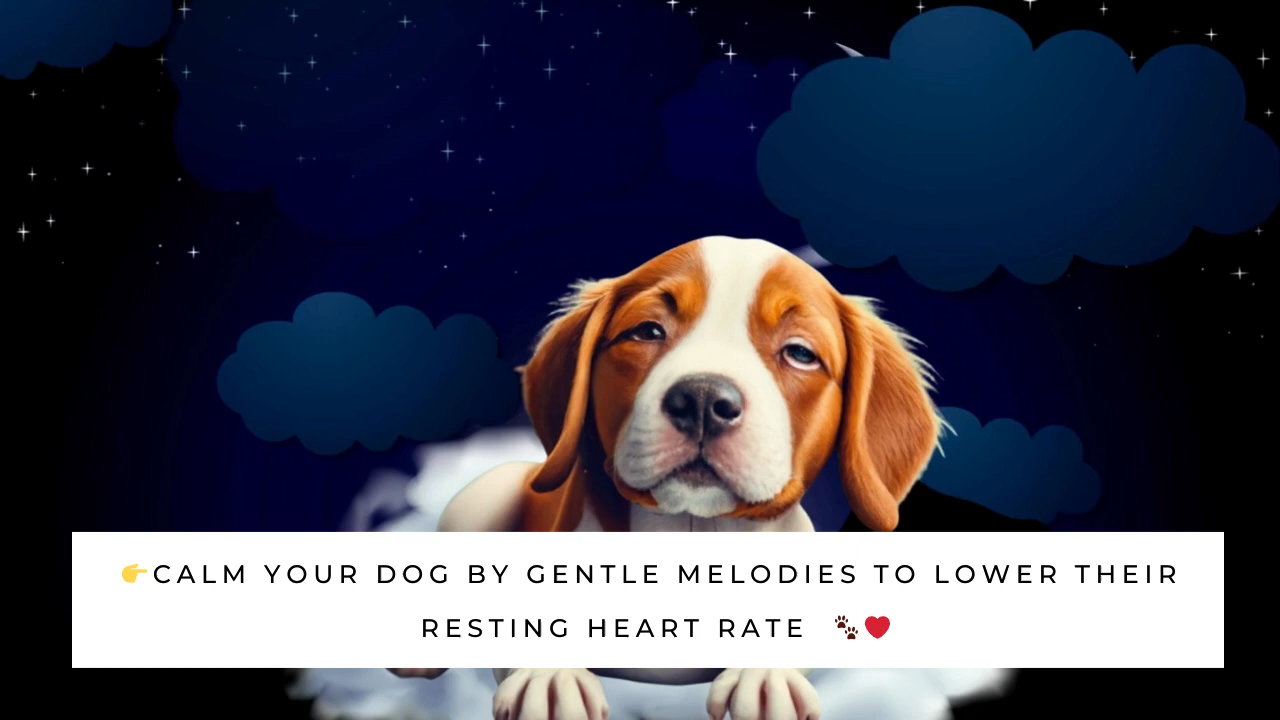 👉CALM YOUR DOG BY GENTLE MELODIES TO LOWER THEIR
RESTING HEART RATE 🐾❤️